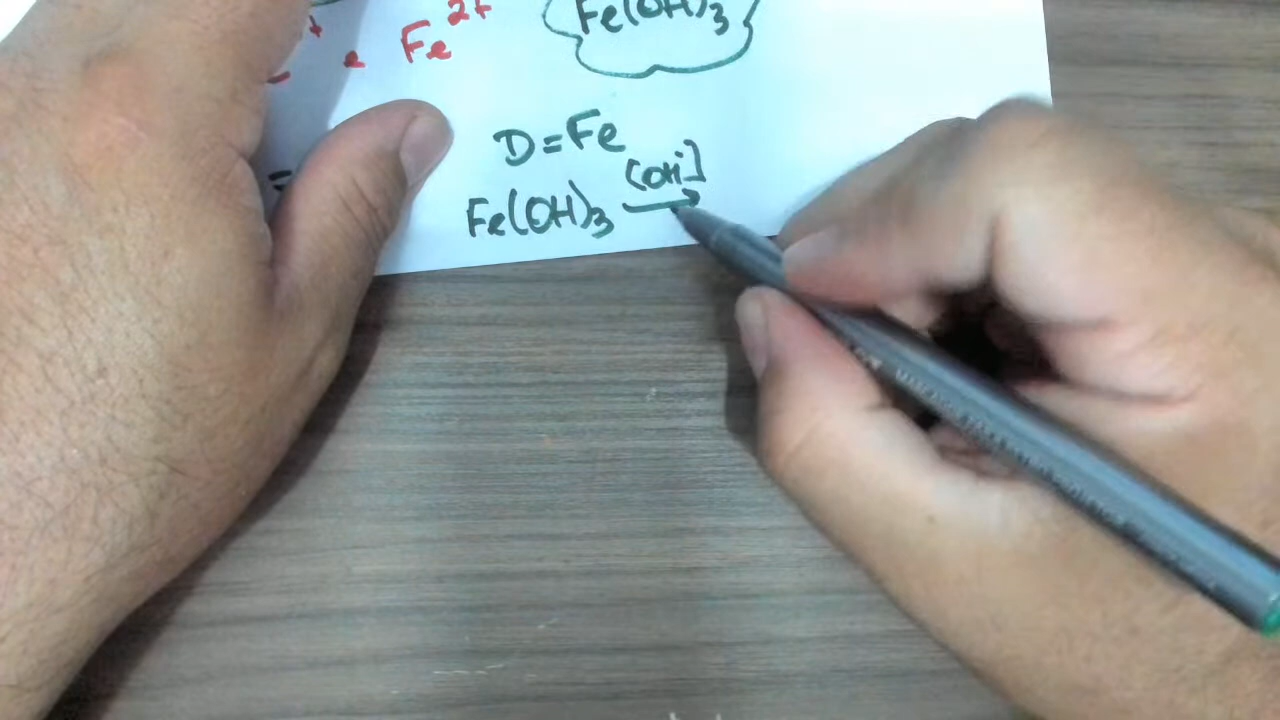 e Fe²⁺
Fe(OH)₃
D=Fe
[OH⁻]
Fe(OH)₃ →